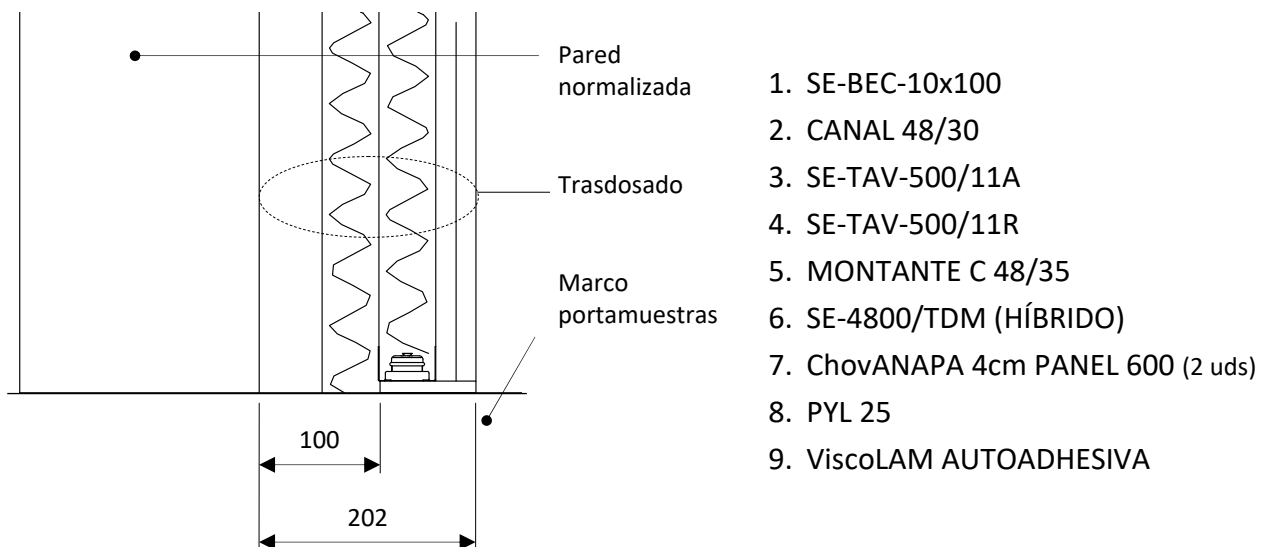 Pared
normalizada
Trasdosado
Marco
portamuestras
100
202
1. SE-BEC-10x100
2. CANAL 48/30
3. SE-TAV-500/11A
4. SE-TAV-500/11R
5. MONTANTE C 48/35
6. SE-4800/TDM (HÍBRIDO)
7. ChovANAPA 4cm PANEL 600 (2 uds)
8. PYL 25
9. ViscoLAM AUTOADHESIVA